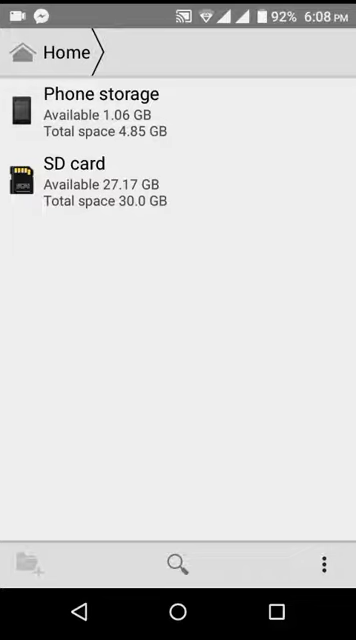 92% 6:08 PM
Home
Phone storage
Available 1.06 GB
Total space 4.85 GB
SD card
Available 27.17 GB
Total space 30.0 GB